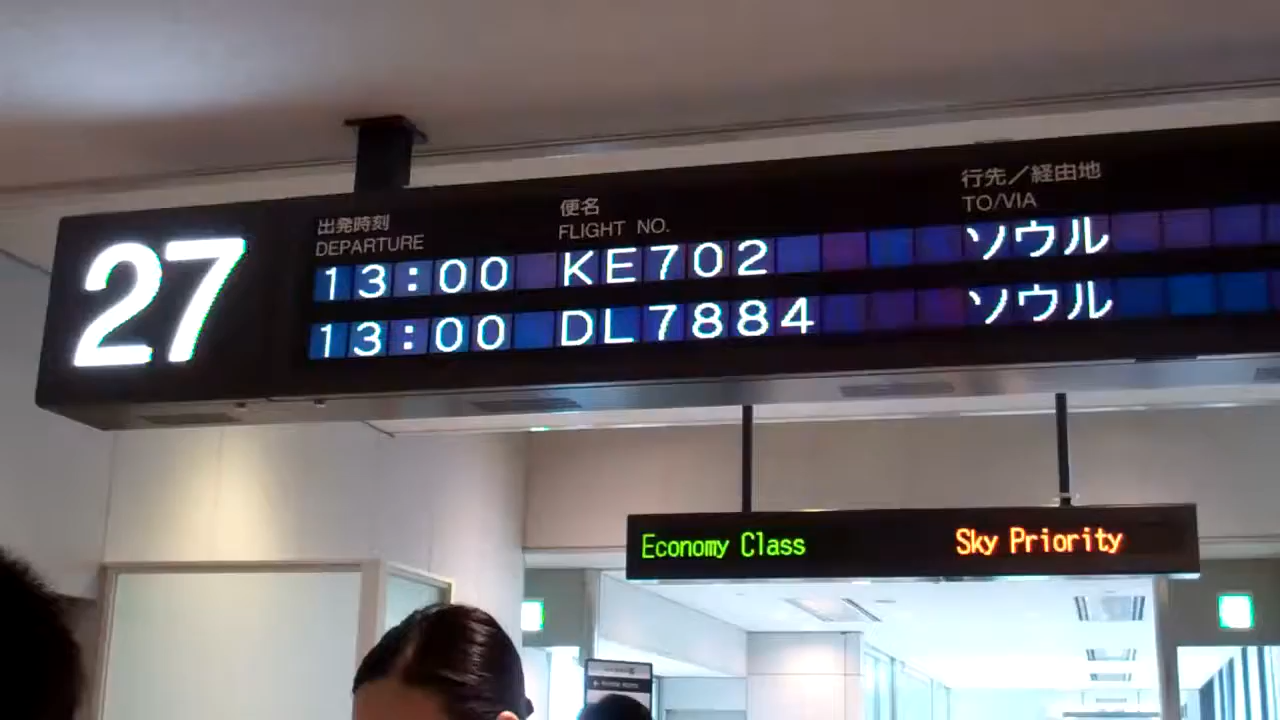 27
出発時刻 便名 行先／経由地
DEPARTURE FLIGHT NO. TO/VIA
13:00 KE702 ソウル
13:00 DL7884 ソウル
Economy Class Sky Priority